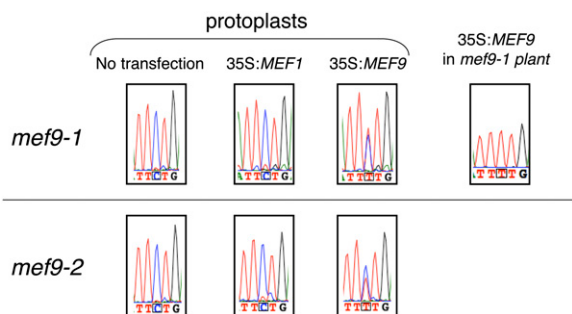 protoplasts
No transfection 35S:MEF1 35S:MEF9 35S:MEF9
in mef9-1 plant
mef9-1
TTCTG ATTCTG TTTTG TTTTG
mef9-2
TTCTG TTCTG TTTTG